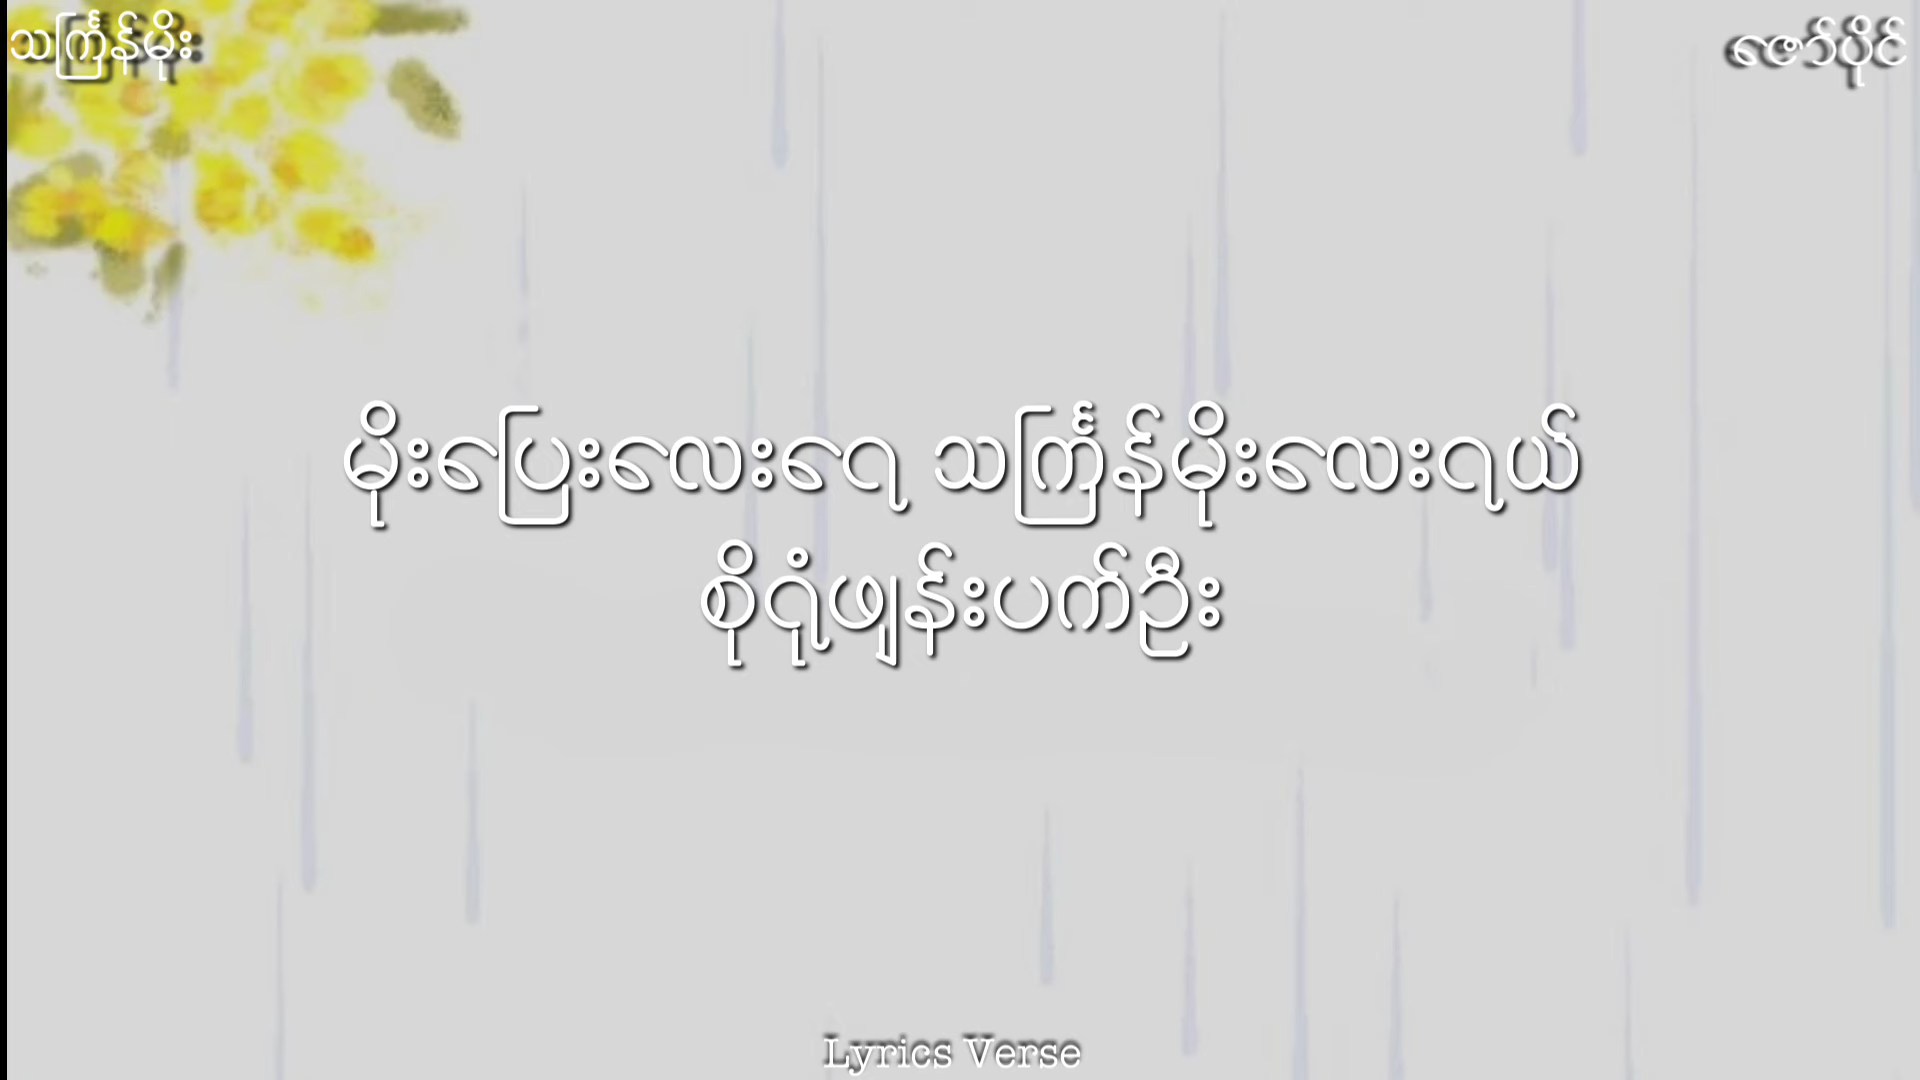 သင်္ကြန်မိုး
ဇော်ပိုင်
မိုးပြေးလေးရေ သင်္ကြန်မိုးလေးရယ်
စိုရုံဖျန်းပက်ဦး
Lyrics Verse